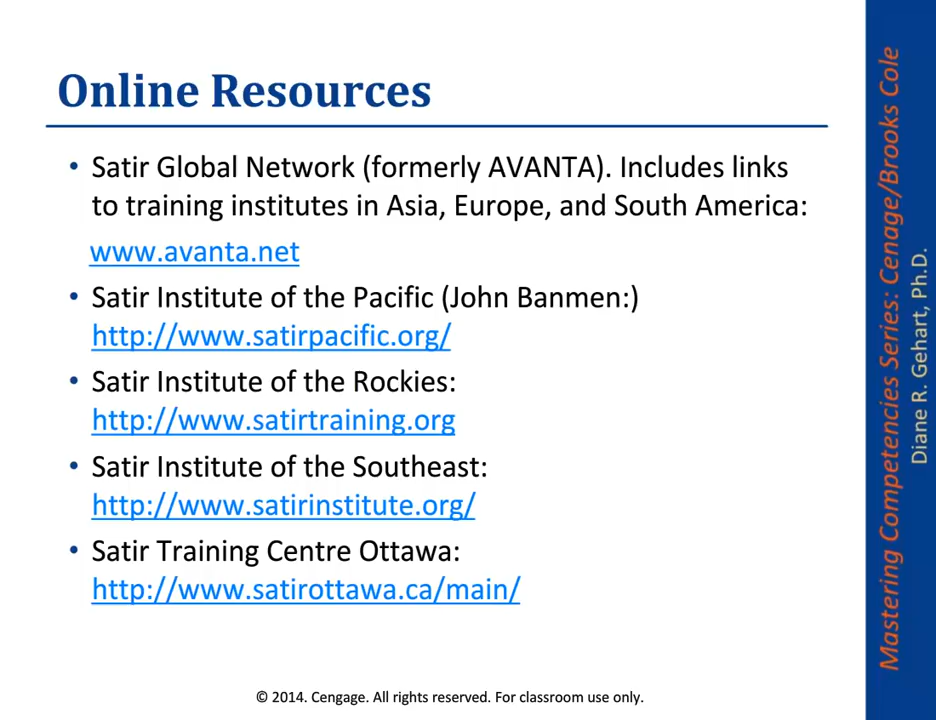 Online Resources
• Satir Global Network (formerly AVANTA). Includes links
to training institutes in Asia, Europe, and South America:
www.avanta.net
• Satir Institute of the Pacific (John Banmen:)
http://www.satirpacific.org/
• Satir Institute of the Rockies:
http://www.satirtraining.org
• Satir Institute of the Southeast:
http://www.satirinstitute.org/
• Satir Training Centre Ottawa:
http://www.satirottawa.ca/main/
© 2014. Cengage. All rights reserved. For classroom use only.
Mastering Competencies Series: Cenage/Brooks Cole
Diane R. Gehart, Ph.D.